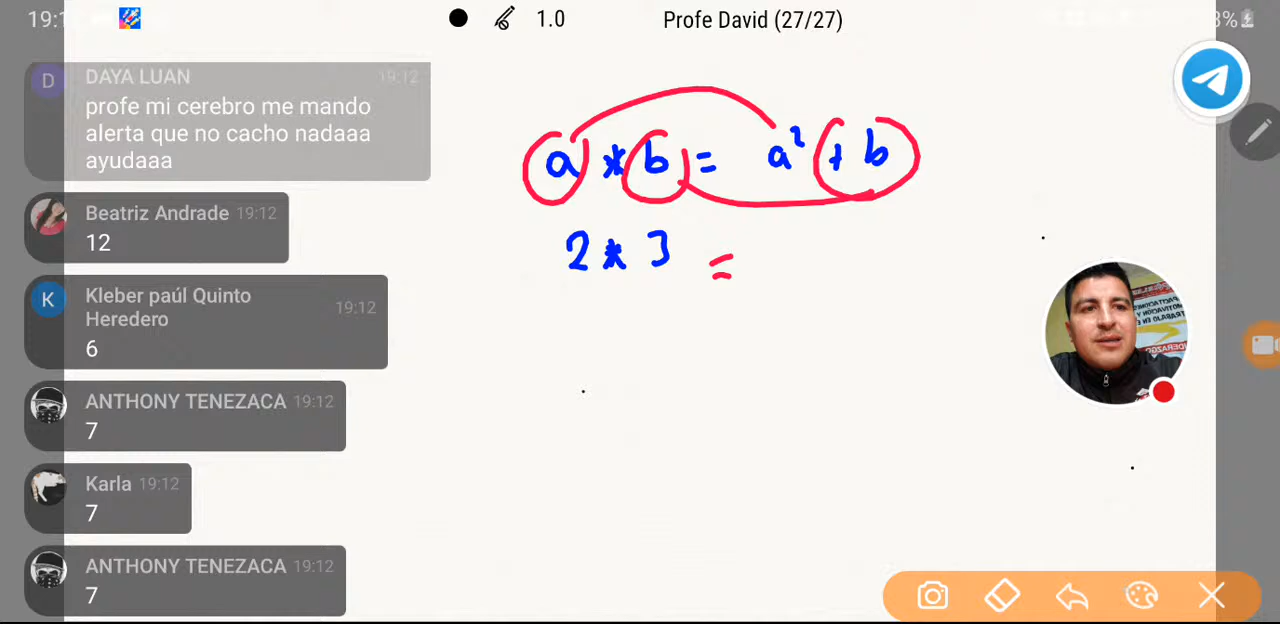 19:1
1.0
Profe David (27/27)
3%
D
DAYA LUAN 19:12
profe mi cerebro me mando
alerta que no cacho nadaaa
ayudaaa
Beatriz Andrade 19:12
12
K
Kleber paúl Quinto
Heredero 19:12
6
ANTHONY TENEZACA 19:12
7
Karla 19:12
7
ANTHONY TENEZACA 19:12
7
a * b = a² + b
2 * 3 =